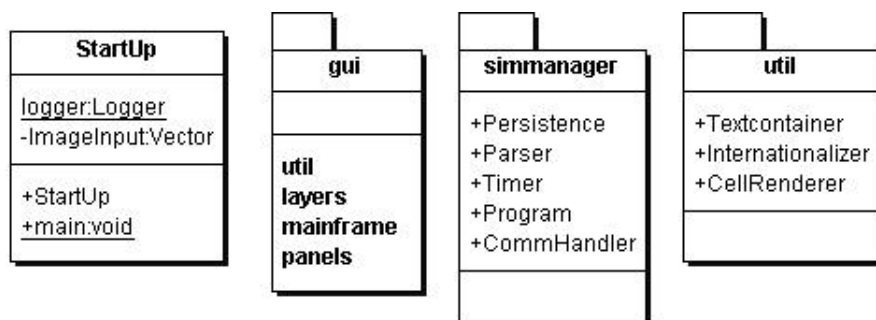 StartUp
logger:Logger
-ImageInput:Vector
+StartUp
+main:void
gui
util
layers
mainframe
panels
simmanager
+Persistence
+Parser
+Timer
+Program
+CommHandler
util
+Textcontainer
+Internationalizer
+CellRenderer